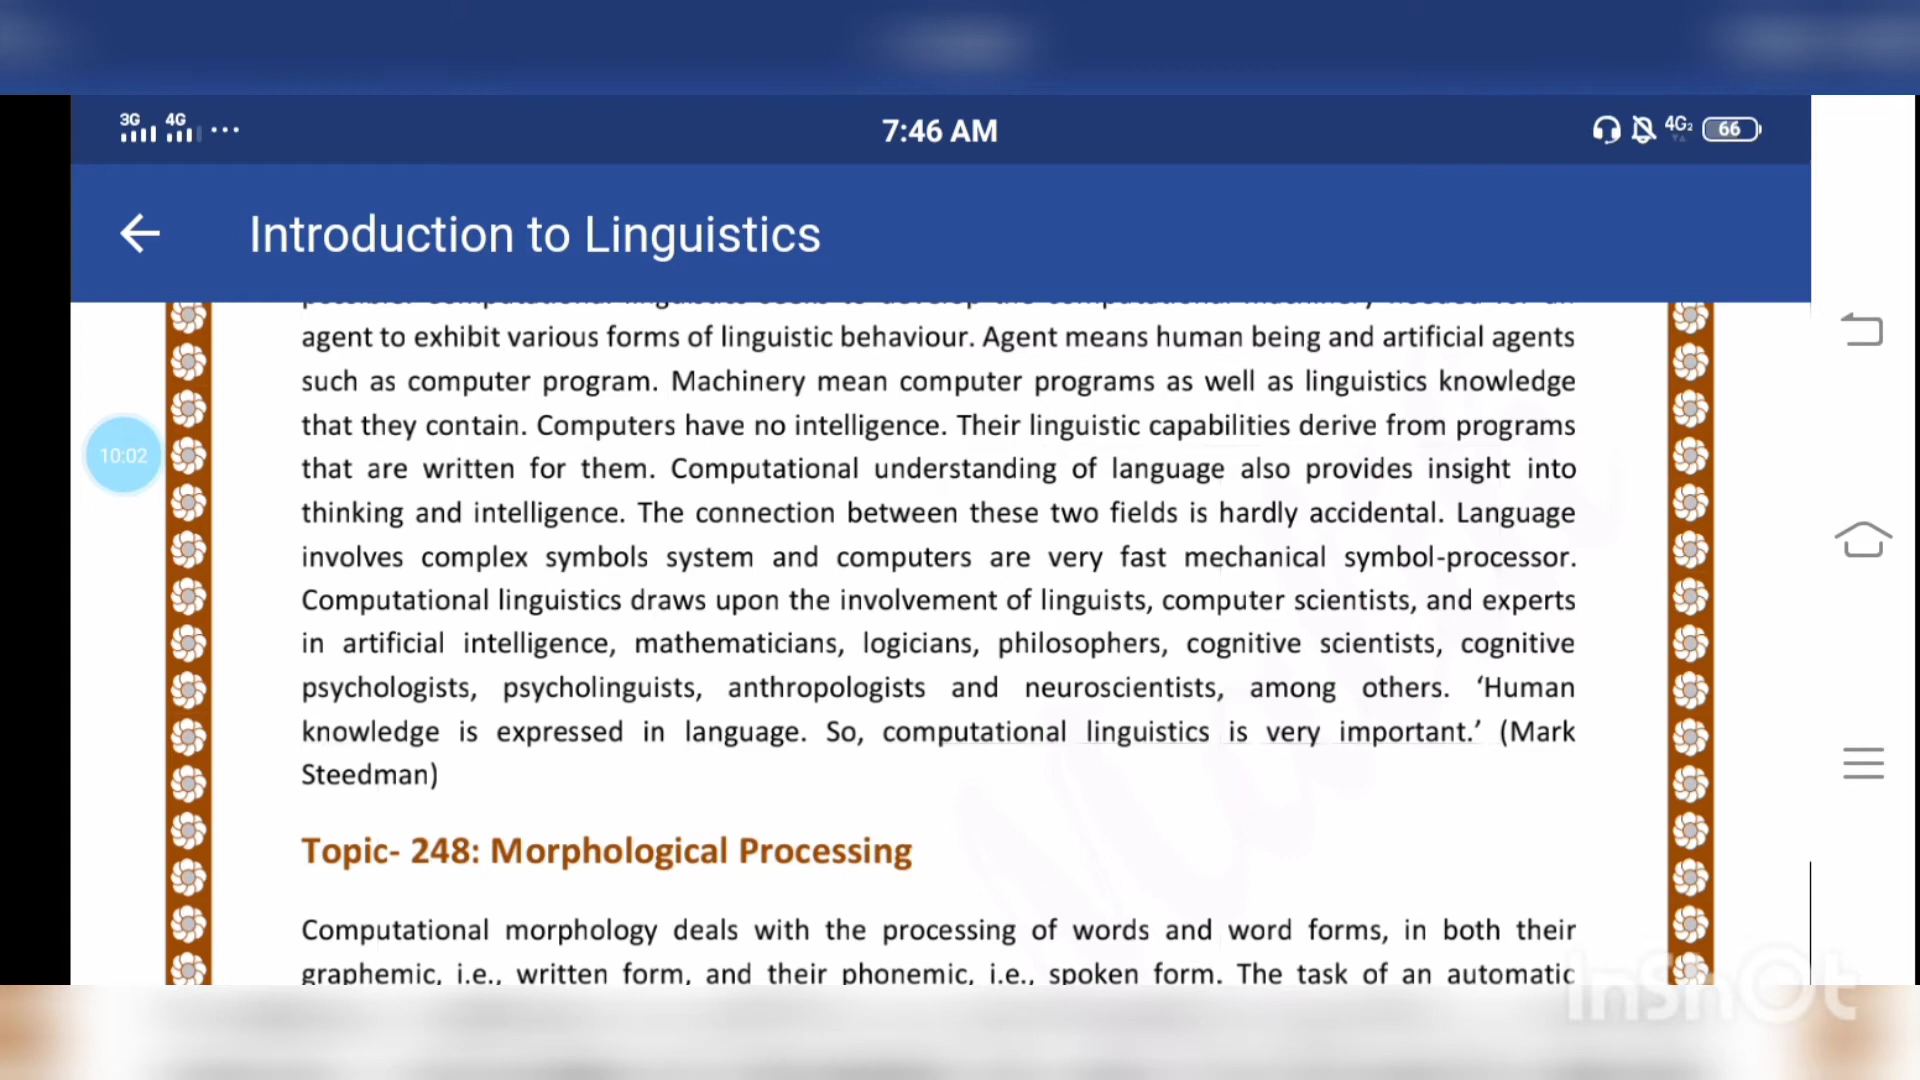 3G 4G
7:46 AM
4G2 66
Introduction to Linguistics
agent to exhibit various forms of linguistic behaviour. Agent means human being and artificial agents
such as computer program. Machinery mean computer programs as well as linguistics knowledge
that they contain. Computers have no intelligence. Their linguistic capabilities derive from programs
10:02
that are written for them. Computational understanding of language also provides insight into
thinking and intelligence. The connection between these two fields is hardly accidental. Language
involves complex symbols system and computers are very fast mechanical symbol-processor.
Computational linguistics draws upon the involvement of linguists, computer scientists, and experts
in artificial intelligence, mathematicians, logicians, philosophers, cognitive scientists, cognitive
psychologists, psycholinguists, anthropologists and neuroscientists, among others. ‘Human
knowledge is expressed in language. So, computational linguistics is very important.’ (Mark
Steedman)
Topic- 248: Morphological Processing
Computational morphology deals with the processing of words and word forms, in both their
graphemic, i.e., written form, and their phonemic, i.e., spoken form. The task of an automatic
InShOt